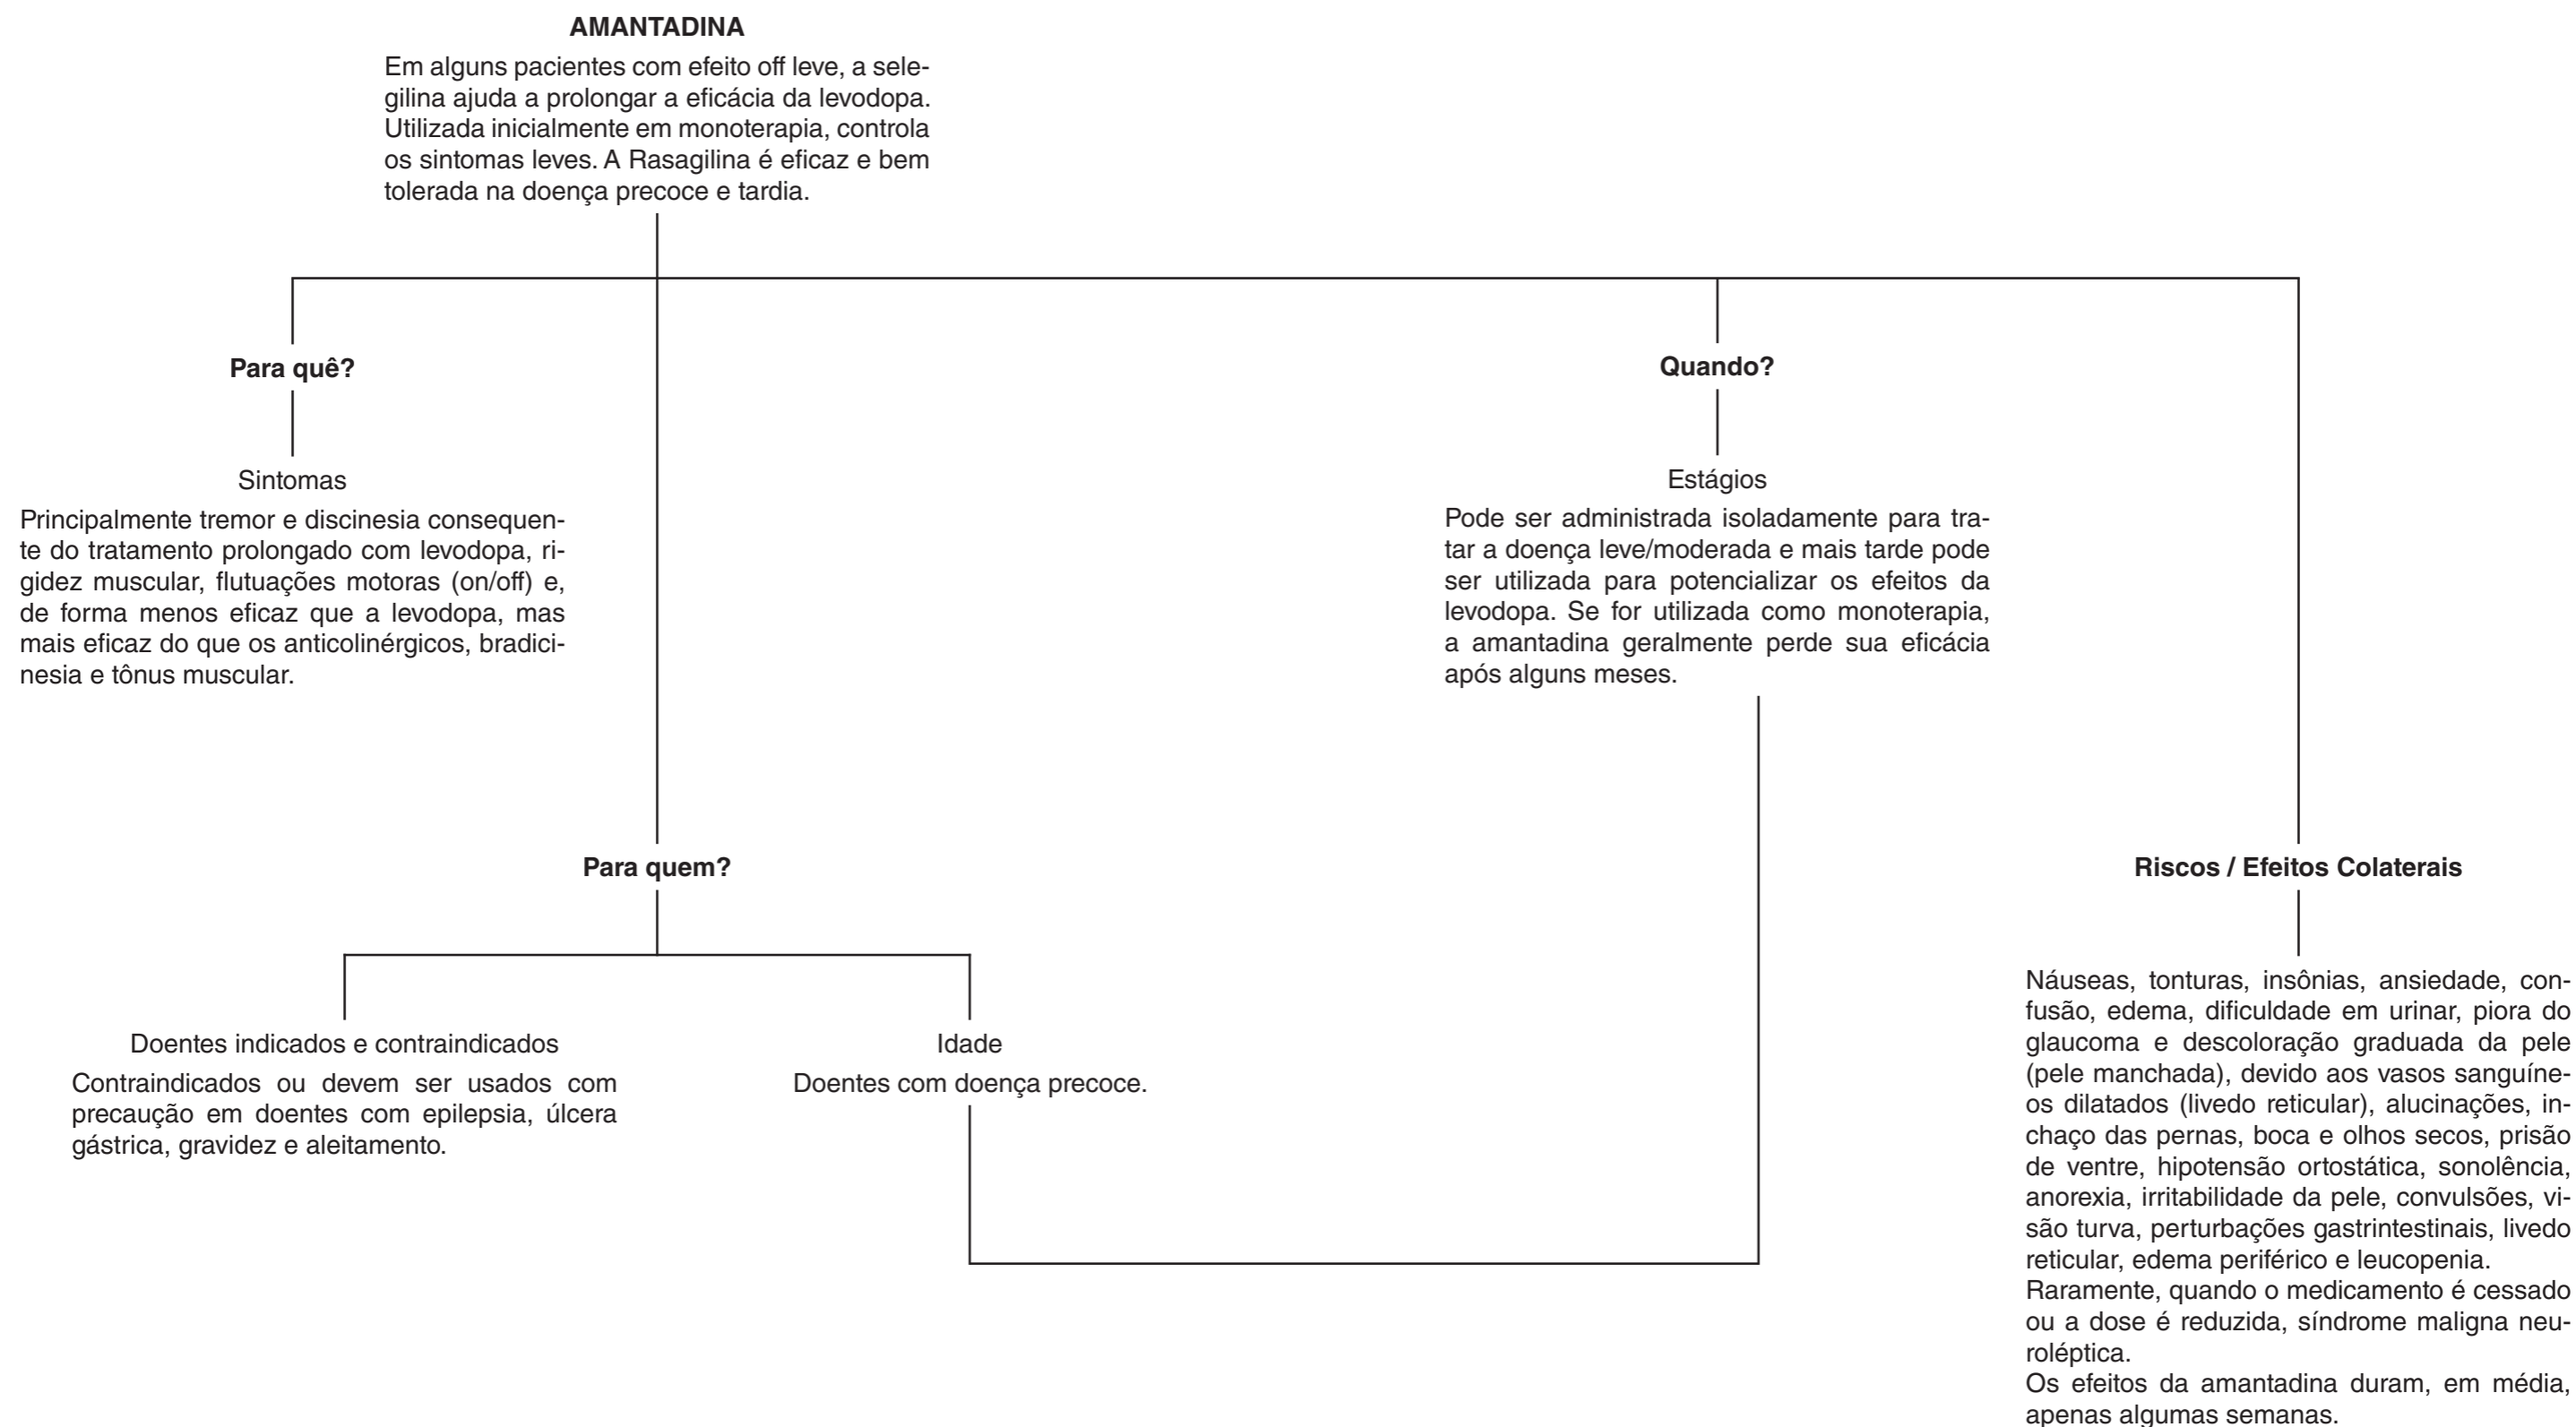 AMANTADINA
Em alguns pacientes com efeito off leve, a sele-
gilina ajuda a prolongar a eficácia da levodopa.
Utilizada inicialmente em monoterapia, controla
os sintomas leves. A Rasagilina é eficaz e bem
tolerada na doença precoce e tardia.
Para quê?
Sintomas
Principalmente tremor e discinesia consequen-
te do tratamento prolongado com levodopa, ri-
gidez muscular, flutuações motoras (on/off) e,
de forma menos eficaz que a levodopa, mas
mais eficaz do que os anticolinérgicos, bradici-
nesia e tônus muscular.
Quando?
Estágios
Pode ser administrada isoladamente para tra-
tar a doença leve/moderada e mais tarde pode
ser utilizada para potencializar os efeitos da
levodopa. Se for utilizada como monoterapia,
a amantadina geralmente perde sua eficácia
após alguns meses.
Para quem?
Doentes indicados e contraindicados
Contraindicados ou devem ser usados com
precaução em doentes com epilepsia, úlcera
gástrica, gravidez e aleitamento.
Idade
Doentes com doença precoce.
Riscos / Efeitos Colaterais
Náuseas, tonturas, insônias, ansiedade, con-
fusão, edema, dificuldade em urinar, piora do
glaucoma e descoloração graduada da pele
(pele manchada), devido aos vasos sanguíne-
os dilatados (livedo reticular), alucinações, in-
chaço das pernas, boca e olhos secos, prisão
de ventre, hipotensão ortostática, sonolência,
anorexia, irritabilidade da pele, convulsões, vi-
são turva, perturbações gastrintestinais, livedo
reticular, edema periférico e leucopenia.
Raramente, quando o medicamento é cessado
ou a dose é reduzida, síndrome maligna neu-
roléptica.
Os efeitos da amantadina duram, em média,
apenas algumas semanas.